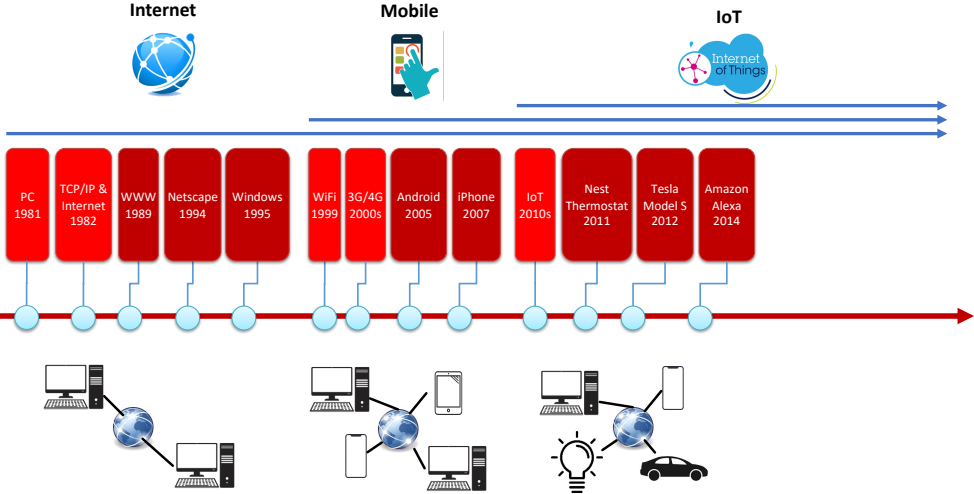 Internet
Mobile
IoT
Internet
of Things
PC
1981
TCP/IP &
Internet
1982
WWW
1989
Netscape
1994
Windows
1995
WiFi
1999
3G/4G
2000s
Android
2005
iPhone
2007
IoT
2010s
Nest
Thermostat
2011
Tesla
Model S
2012
Amazon
Alexa
2014